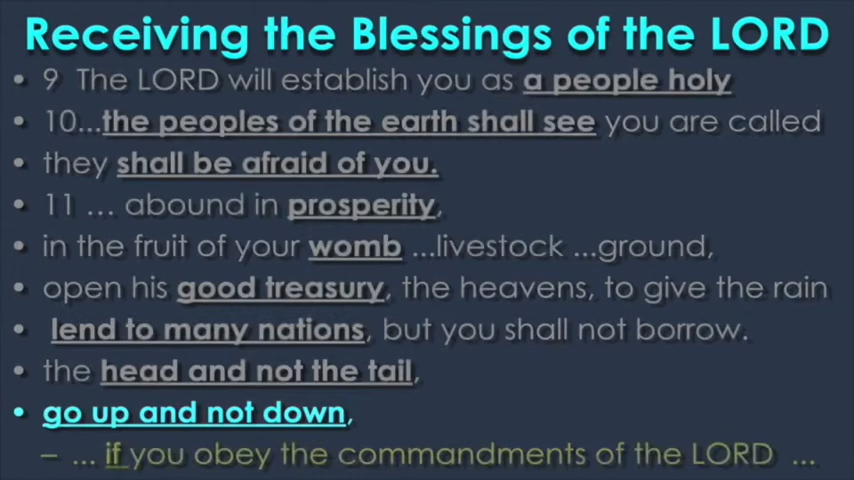 Receiving the Blessings of the LORD
• 9 The LORD will establish you as a people holy
• 10...the peoples of the earth shall see you are called
• they shall be afraid of you.
• 11 ... abound in prosperity,
• in the fruit of your womb ...livestock ...ground,
• open his good treasury, the heavens, to give the rain
• lend to many nations, but you shall not borrow.
• the head and not the tail,
• go up and not down,
– ... if you obey the commandments of the LORD ...